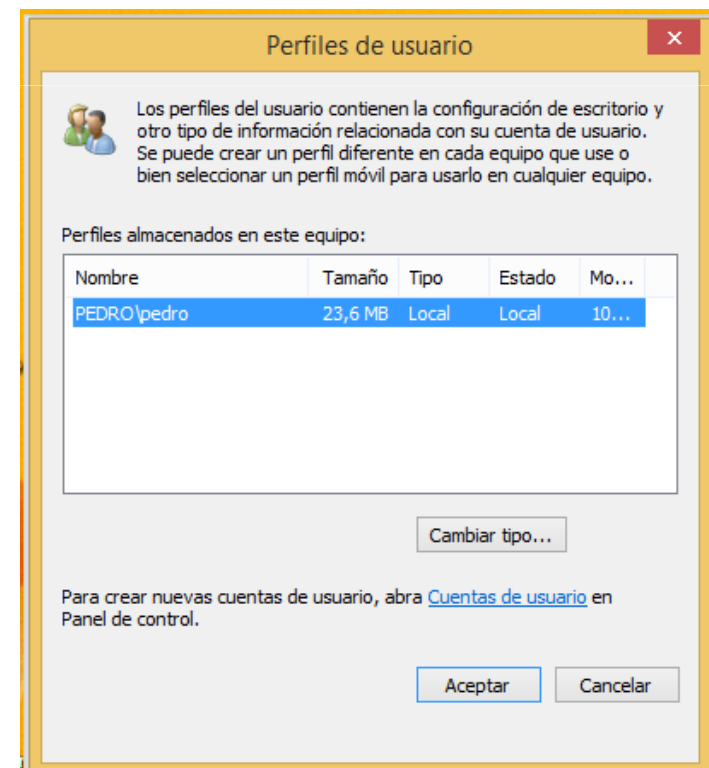 Perfiles de usuario
Los perfiles del usuario contienen la configuración de escritorio y
otro tipo de información relacionada con su cuenta de usuario.
Se puede crear un perfil diferente en cada equipo que use o
bien seleccionar un perfil móvil para usarlo en cualquier equipo.
Perfiles almacenados en este equipo:
Nombre Tamaño Tipo Estado Mo...
PEDRO\pedro 23,6 MB Local Local 10...
Cambiar tipo...
Para crear nuevas cuentas de usuario, abra Cuentas de usuario en
Panel de control.
Aceptar Cancelar